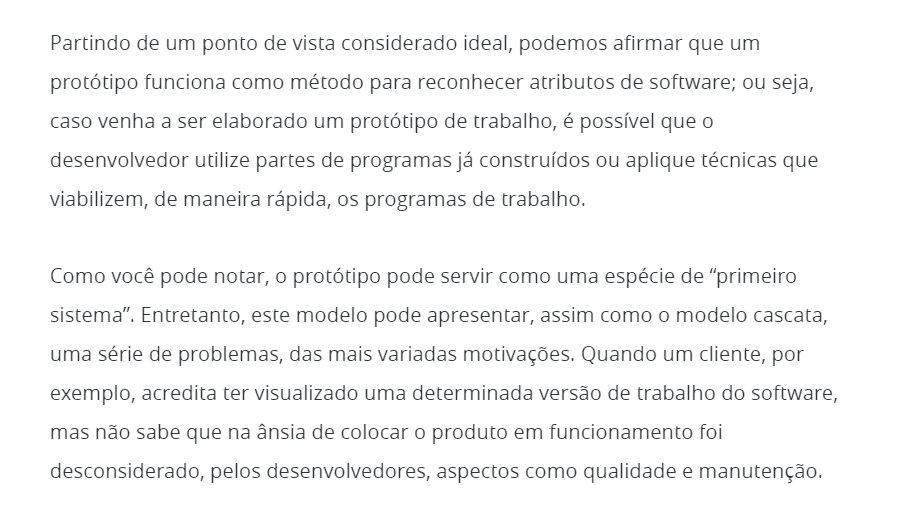 Partindo de um ponto de vista considerado ideal, podemos afirmar que um
protótipo funciona como método para reconhecer atributos de software; ou seja,
caso venha a ser elaborado um protótipo de trabalho, é possível que o
desenvolvedor utilize partes de programas já construídos ou aplique técnicas que
viabilizem, de maneira rápida, os programas de trabalho.
Como você pode notar, o protótipo pode servir como uma espécie de “primeiro
sistema”. Entretanto, este modelo pode apresentar, assim como o modelo cascata,
uma série de problemas, das mais variadas motivações. Quando um cliente, por
exemplo, acredita ter visualizado uma determinada versão de trabalho do software,
mas não sabe que na ânsia de colocar o produto em funcionamento foi
desconsiderado, pelos desenvolvedores, aspectos como qualidade e manutenção.